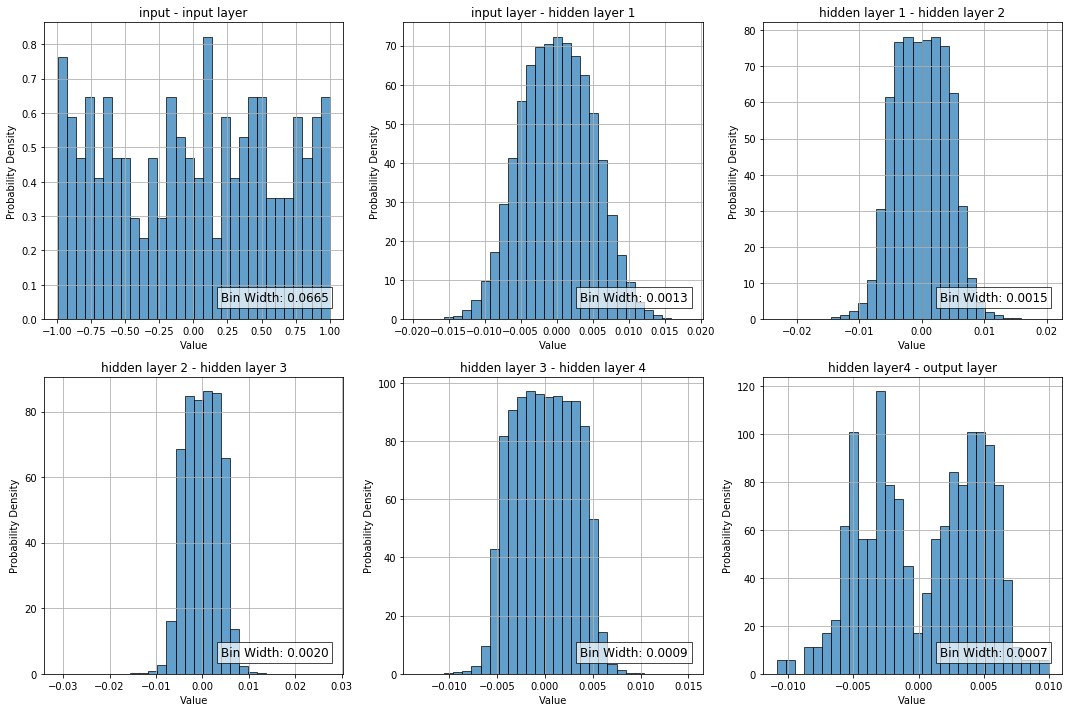 input - input layer
0.8
0.7
0.6
0.5
0.4
0.3
0.2
0.1
0.0
Probability Density
Bin Width: 0.0665
−1.00 −0.75 −0.50 −0.25 0.00 0.25 0.50 0.75 1.00
Value
input layer - hidden layer 1
70
60
50
40
30
20
10
0
Probability Density
Bin Width: 0.0013
−0.020 −0.015 −0.010 −0.005 0.000 0.005 0.010 0.015 0.020
Value
hidden layer 1 - hidden layer 2
80
70
60
50
40
30
20
10
0
Probability Density
Bin Width: 0.0015
−0.02 −0.01 0.00 0.01 0.02
Value
hidden layer 2 - hidden layer 3
80
60
40
20
0
Probability Density
Bin Width: 0.0020
−0.03 −0.02 −0.01 0.00 0.01 0.02 0.03
Value
hidden layer 3 - hidden layer 4
100
80
60
40
20
0
Probability Density
Bin Width: 0.0009
−0.010 −0.005 0.000 0.005 0.010 0.015
Value
hidden layer4 - output layer
120
100
80
60
40
20
0
Probability Density
Bin Width: 0.0007
−0.010 −0.005 0.000 0.005 0.010
Value